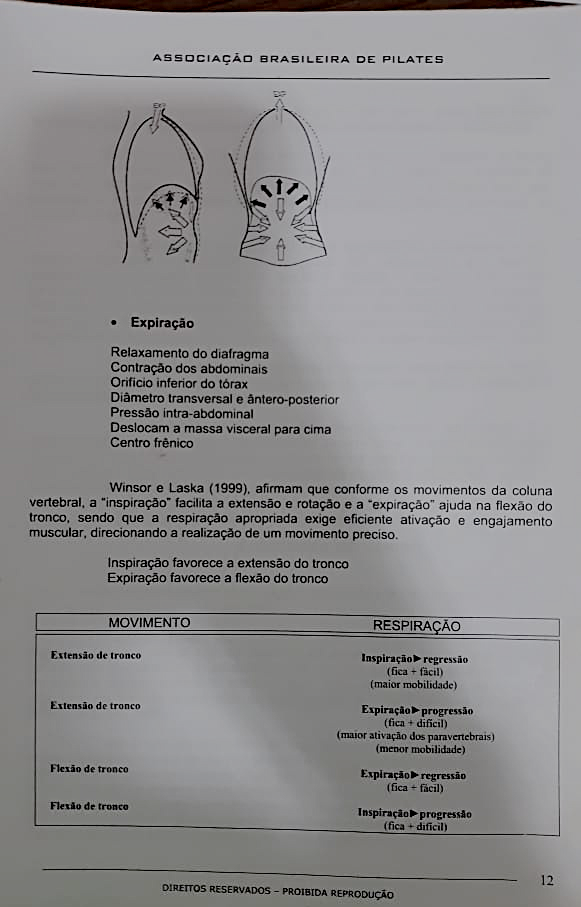 ASSOCIAÇÃO BRASILEIRA DE PILATES
EXP
EXP
• Expiração
Relaxamento do diafragma
Contração dos abdominais
Orifício inferior do tórax
Diâmetro transversal e ântero-posterior
Pressão intra-abdominal
Deslocam a massa visceral para cima
Centro frênico
Winsor e Laska (1999), afirmam que conforme os movimentos da coluna
vertebral, a "inspiração" facilita a extensão e rotação e a "expiração" ajuda na flexão do
tronco, sendo que a respiração apropriada exige eficiente ativação e engajamento
muscular, direcionando a realização de um movimento preciso.
Inspiração favorece a extensão do tronco
Expiração favorece a flexão do tronco
MOVIMENTO RESPIRAÇÃO
Extensão de tronco Inspiração► regressão
(fica + fácil)
(maior mobilidade)
Extensão de tronco Expiração► progressão
(fica + difícil)
(maior ativação dos paravertebrais)
(menor mobilidade)
Flexão de tronco Expiração► regressão
(fica + fácil)
Flexão de tronco Inspiração► progressão
(fica + difícil)
12
DIREITOS RESERVADOS – PROIBIDA REPRODUÇÃO